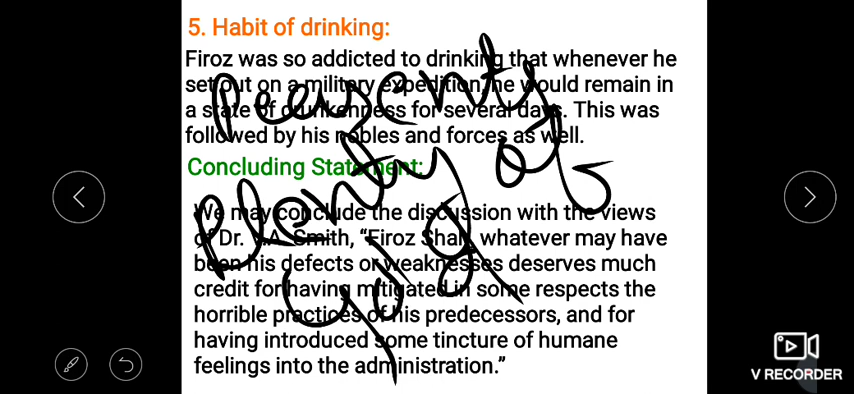 5. Habit of drinking:
Firoz was so addicted to drinking that whenever he
set out on a military expedition, he would remain in
a state of drunkenness for several days. This was
followed by his nobles and forces as well.
Concluding Statement:
We may conclude the discussion with the views
of Dr. V.A. Smith, “Firoz Shah, whatever may have
been his defects or weaknesses deserves much
credit for having mitigated in some respects the
horrible practices of his predecessors, and for
having introduced some tincture of humane
feelings into the administration.”
Plenty of
V RECORDER